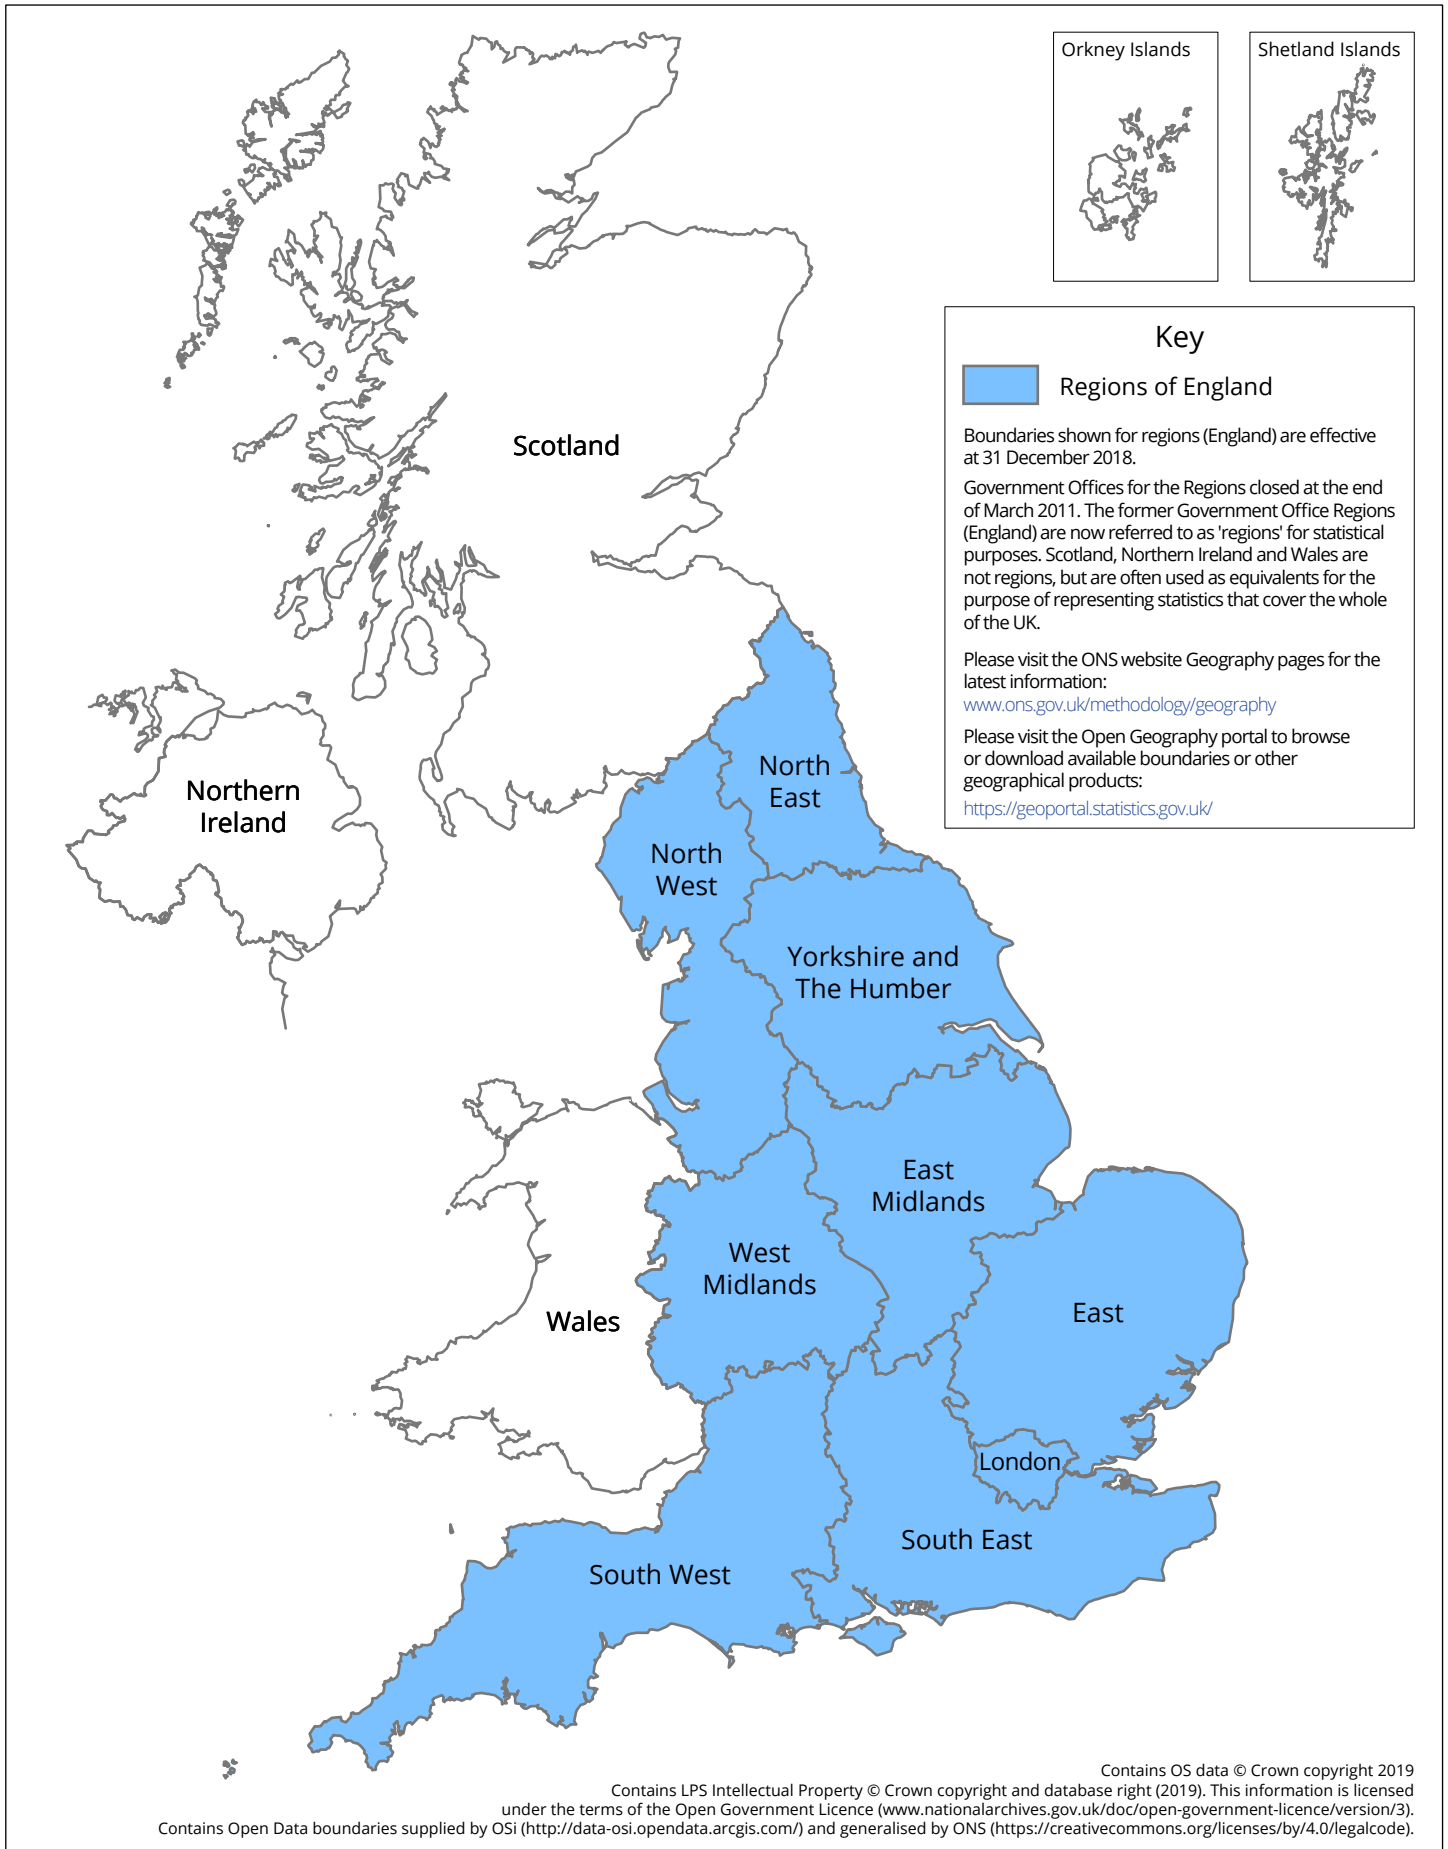 Orkney Islands
Shetland Islands
Key
Regions of England
Boundaries shown for regions (England) are effective
at 31 December 2018.
Government Offices for the Regions closed at the end
of March 2011. The former Government Office Regions
(England) are now referred to as 'regions' for statistical
purposes. Scotland, Northern Ireland and Wales are
not regions, but are often used as equivalents for the
purpose of representing statistics that cover the whole
of the UK.
Please visit the ONS website Geography pages for the
latest information:
www.ons.gov.uk/methodology/geography
Please visit the Open Geography portal to browse
or download available boundaries or other
geographical products:
https://geoportal.statistics.gov.uk/
Scotland
Northern
Ireland
North
East
North
West
Yorkshire and
The Humber
East
Midlands
West
Midlands
Wales
East
London
South East
South West
Contains OS data © Crown copyright 2019
Contains LPS Intellectual Property © Crown copyright and database right (2019). This information is licensed
under the terms of the Open Government Licence (www.nationalarchives.gov.uk/doc/open-government-licence/version/3).
Contains Open Data boundaries supplied by OSi (http://data-osi.opendata.arcgis.com/) and generalised by ONS (https://creativecommons.org/licenses/by/4.0/legalcode).